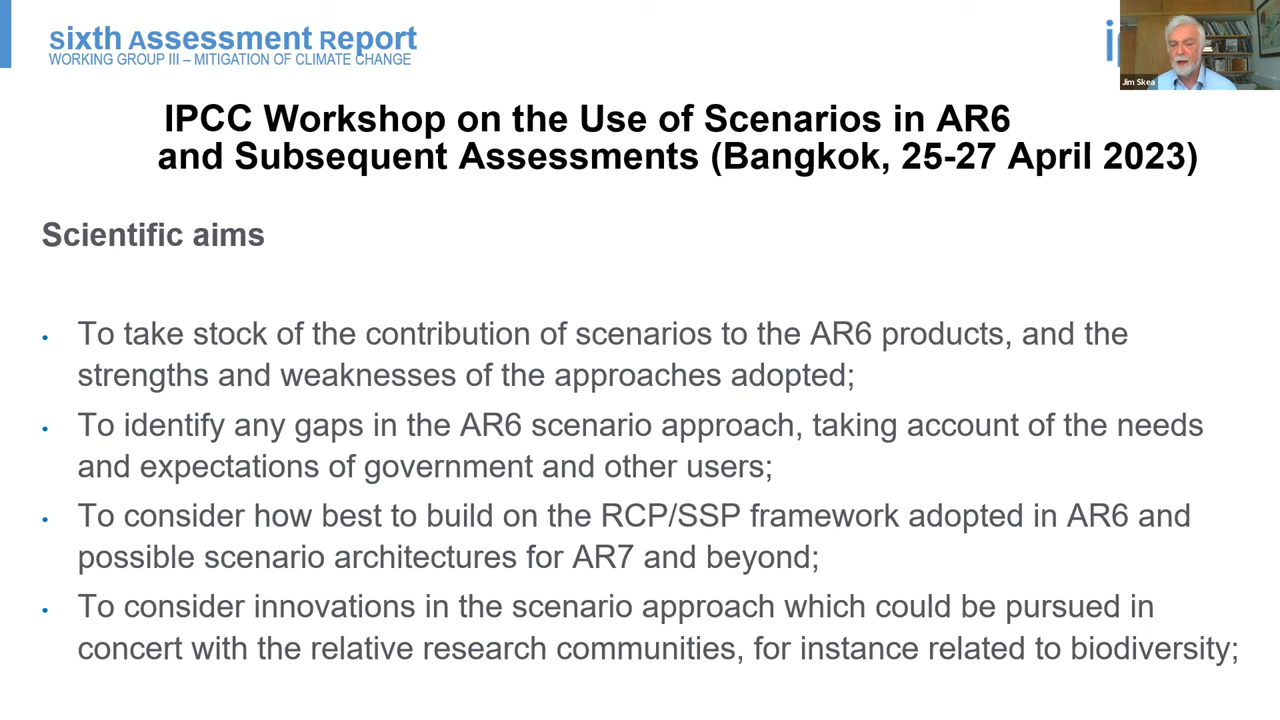 sixth Assessment Report
WORKING GROUP III – MITIGATION OF CLIMATE CHANGE
Jim Skea
IPCC Workshop on the Use of Scenarios in AR6
and Subsequent Assessments (Bangkok, 25-27 April 2023)
Scientific aims
• To take stock of the contribution of scenarios to the AR6 products, and the
strengths and weaknesses of the approaches adopted;
• To identify any gaps in the AR6 scenario approach, taking account of the needs
and expectations of government and other users;
• To consider how best to build on the RCP/SSP framework adopted in AR6 and
possible scenario architectures for AR7 and beyond;
• To consider innovations in the scenario approach which could be pursued in
concert with the relative research communities, for instance related to biodiversity;